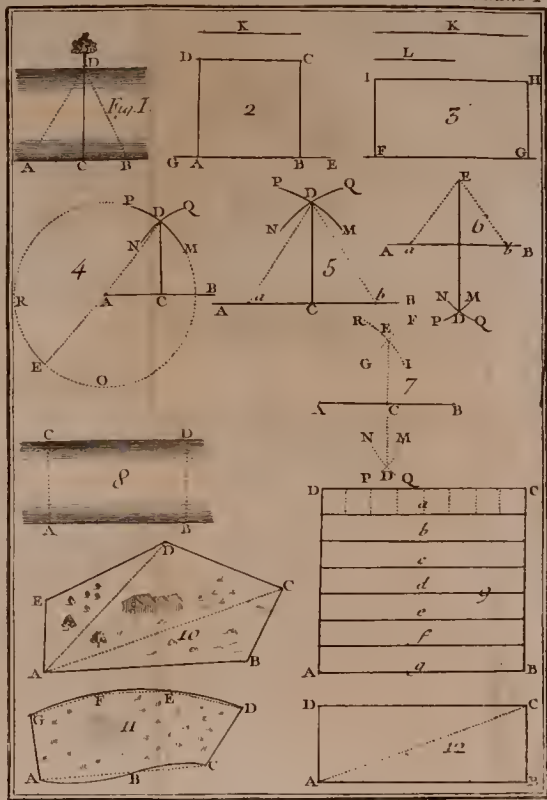 K
K
D
D C
L
Fig. I.
2
I H
3
A C B
G A B E
F G
P D Q
P D Q
E
N M
N M
4
5
6
A a b B
R A C B
A a C b B
N M
P D Q
E
O
R E F
G I
7
A C B
C D
N M
8
P D Q
A B
D C
a
b
c
d
9
e
f
g
A B
D
E C
10
A B
G F E D
11
A B C
D C
12
A B